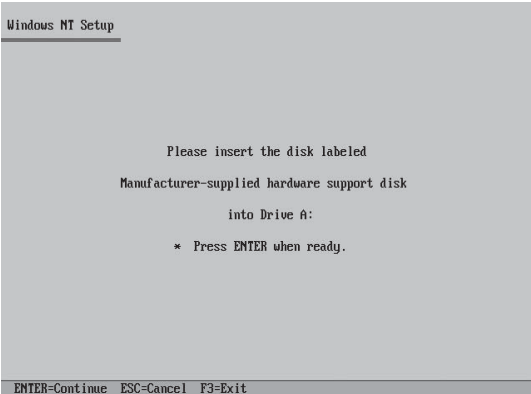 Windows NT Setup
Please insert the disk labeled
Manufacturer-supplied hardware support disk
into Drive A:
* Press ENTER when ready.
ENTER=Continue ESC=Cancel F3=Exit